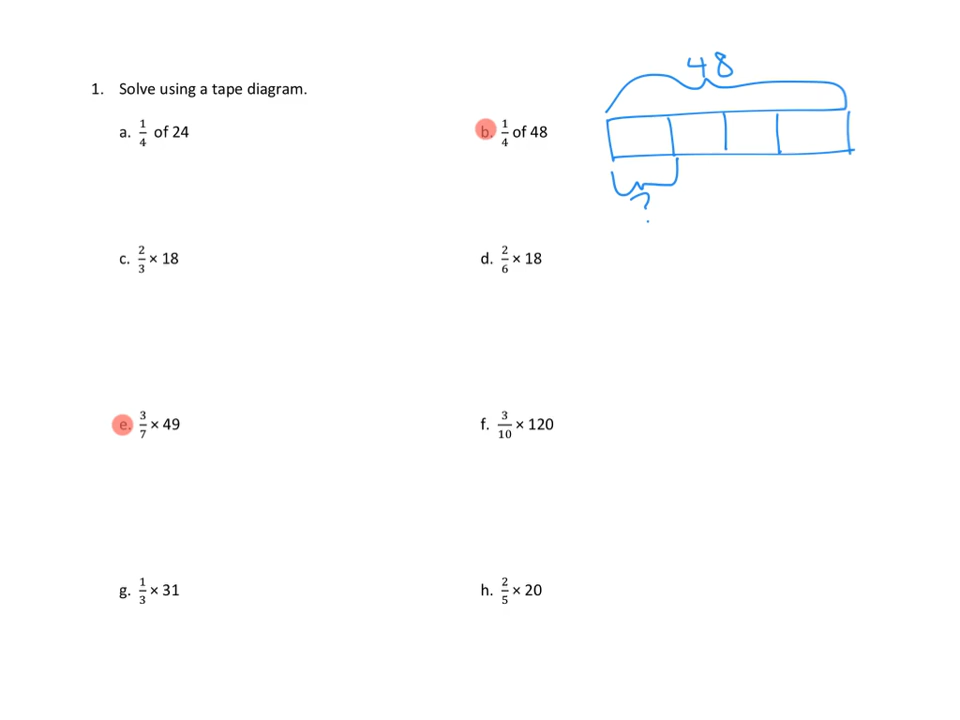 48
1. Solve using a tape diagram.
a. 1/4 of 24
b. 1/4 of 48
?
c. 2/3 × 18
d. 2/6 × 18
e. 3/7 × 49
f. 3/10 × 120
g. 1/3 × 31
h. 2/5 × 20